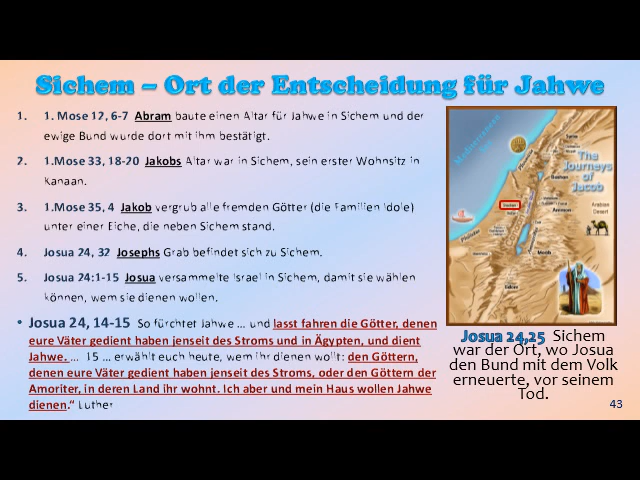 Sichem – Ort der Entscheidung für Jahwe
1. 1. Mose 12, 6-7 Abram baute einen Altar für Jahwe in Sichem und der
ewige Bund wurde dort mit ihm bestätigt.
2. 1.Mose 33, 18-20 Jakobs Altar war in Sichem, sein erster Wohnsitz in
Kanaan.
3. 1.Mose 35, 4 Jakob vergrub alle fremden Götter (die Familien Idole)
unter einer Eiche, die neben Sichem stand.
4. Josua 24, 32 Josephs Grab befindet sich zu Sichem.
5. Josua 24:1-15 Josua versammelte Israel in Sichem, damit sie wählen
können, wem sie dienen wollen.
• Josua 24, 14-15 So fürchtet Jahwe ... und lasst fahren die Götter, denen
eure Väter gedient haben jenseit des Stroms und in Ägypten, und dient
Jahwe. ... 15 ... erwählt euch heute, wem ihr dienen wollt: den Göttern,
denen eure Väter gedient haben jenseit des Stroms, oder den Göttern der
Amoriter, in deren Land ihr wohnt. Ich aber und mein Haus wollen Jahwe
dienen.“ Luther
Mediterranean
The
Journeys
of
Jacob
Arabian
Desert
Josua 24,25 Sichem
war der Ort, wo Josua
den Bund mit dem Volk
erneuerte, vor seinem
Tod.
43